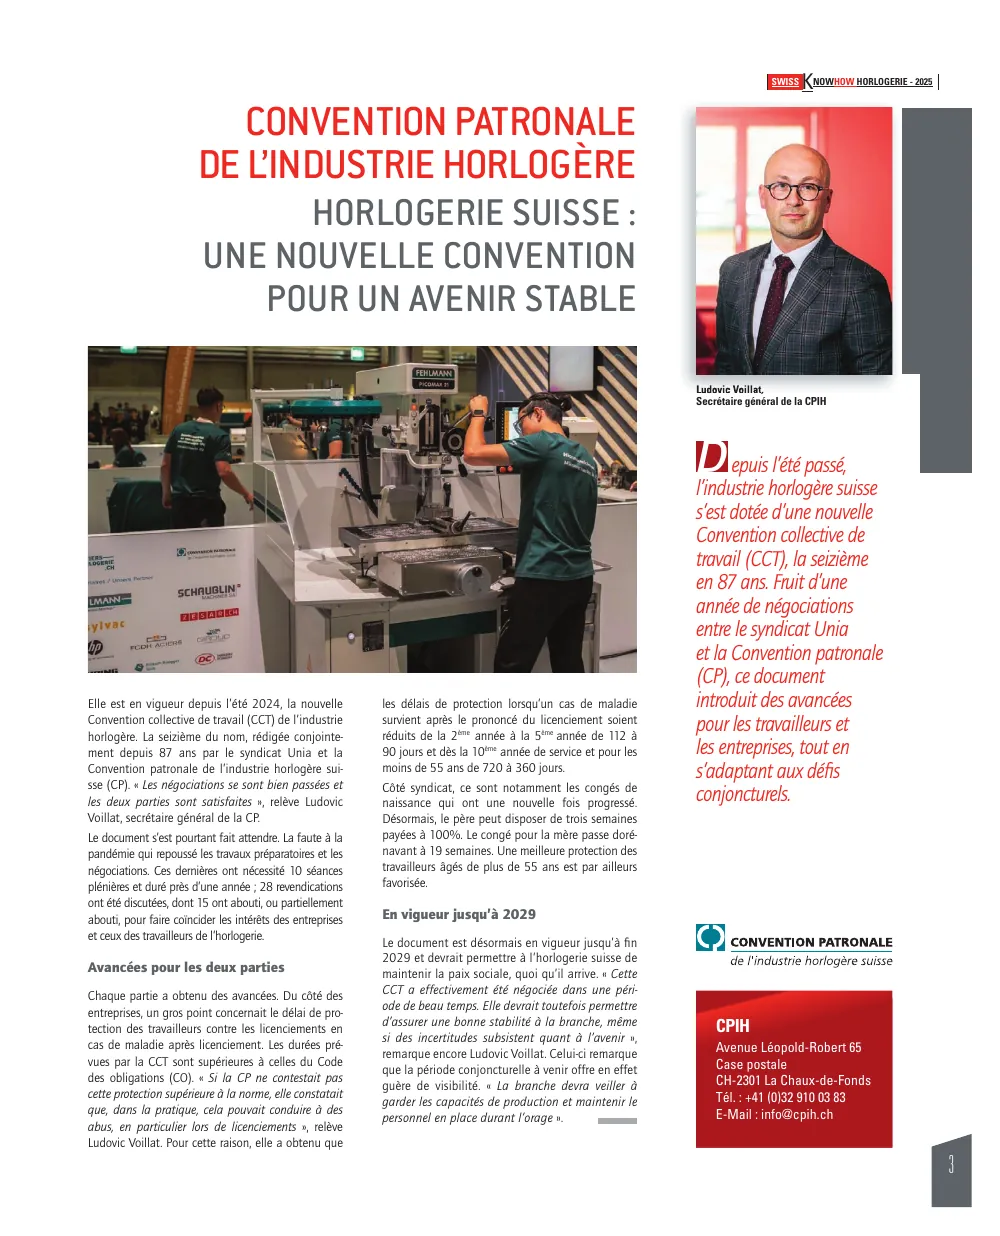 SWISS KNOWHOW HORLOGERIE - 2025
CONVENTION PATRONALE
DE L'INDUSTRIE HORLOGÈRE
HORLOGERIE SUISSE :
UNE NOUVELLE CONVENTION
POUR UN AVENIR STABLE
FEHLMANN
PICOMAX 21
CONVENTION PATRONALE
SCHAUBLIN
MACHINES SA
JESAR.CH
sylvac
hp
DC
Ludovic Voillat,
Secrétaire général de la CPIH
Depuis l'été passé,
l'industrie horlogère suisse
s'est dotée d'une nouvelle
Convention collective de
travail (CCT), la seizième
en 87 ans. Fruit d'une
année de négociations
entre le syndicat Unia
et la Convention patronale
(CP), ce document
introduit des avancées
pour les travailleurs et
les entreprises, tout en
s'adaptant aux défis
conjoncturels.
Elle est en vigueur depuis l'été 2024, la nouvelle
Convention collective de travail (CCT) de l'industrie
horlogère. La seizième du nom, rédigée conjointe-
ment depuis 87 ans par le syndicat Unia et la
Convention patronale de l'industrie horlogère sui-
sse (CP). « Les négociations se sont bien passées et
les deux parties sont satisfaites », relève Ludovic
Voillat, secrétaire général de la CP.
Le document s'est pourtant fait attendre. La faute à la
pandémie qui repoussé les travaux préparatoires et les
négociations. Ces dernières ont nécessité 10 séances
plénières et duré près d'une année ; 28 revendications
ont été discutées, dont 15 ont abouti, ou partiellement
abouti, pour faire coïncider les intérêts des entreprises
et ceux des travailleurs de l'horlogerie.
Avancées pour les deux parties
Chaque partie a obtenu des avancées. Du côté des
entreprises, un gros point concernait le délai de pro-
tection des travailleurs contre les licenciements en
cas de maladie après licenciement. Les durées pré-
vues par la CCT sont supérieures à celles du Code
des obligations (CO). « Si la CP ne contestait pas
cette protection supérieure à la norme, elle constatait
que, dans la pratique, cela pouvait conduire à des
abus, en particulier lors de licenciements », relève
Ludovic Voillat. Pour cette raison, elle a obtenu que
les délais de protection lorsqu'un cas de maladie
survient après le prononcé du licenciement soient
réduits de la 2ème année à la 5ème année de 112 à
90 jours et dès la 10ème année de service et pour les
moins de 55 ans de 720 à 360 jours.
Côté syndicat, ce sont notamment les congés de
naissance qui ont une nouvelle fois progressé.
Désormais, le père peut disposer de trois semaines
payées à 100%. Le congé pour la mère passe doré-
navant à 19 semaines. Une meilleure protection des
travailleurs âgés de plus de 55 ans est par ailleurs
favorisée.
En vigueur jusqu'à 2029
Le document est désormais en vigueur jusqu'à fin
2029 et devrait permettre à l'horlogerie suisse de
maintenir la paix sociale, quoi qu'il arrive. « Cette
CCT a effectivement été négociée dans une péri-
ode de beau temps. Elle devrait toutefois permettre
d'assurer une bonne stabilité à la branche, même
si des incertitudes subsistent quant à l'avenir »,
remarque encore Ludovic Voillat. Celui-ci remarque
que la période conjoncturelle à venir offre en effet
guère de visibilité. « La branche devra veiller à
garder les capacités de production et maintenir le
personnel en place durant l'orage ».
CONVENTION PATRONALE
de l'industrie horlogère suisse
CPIH
Avenue Léopold-Robert 65
Case postale
CH-2301 La Chaux-de-Fonds
Tél. : +41 (0)32 910 03 83
E-Mail : info@cpih.ch
3